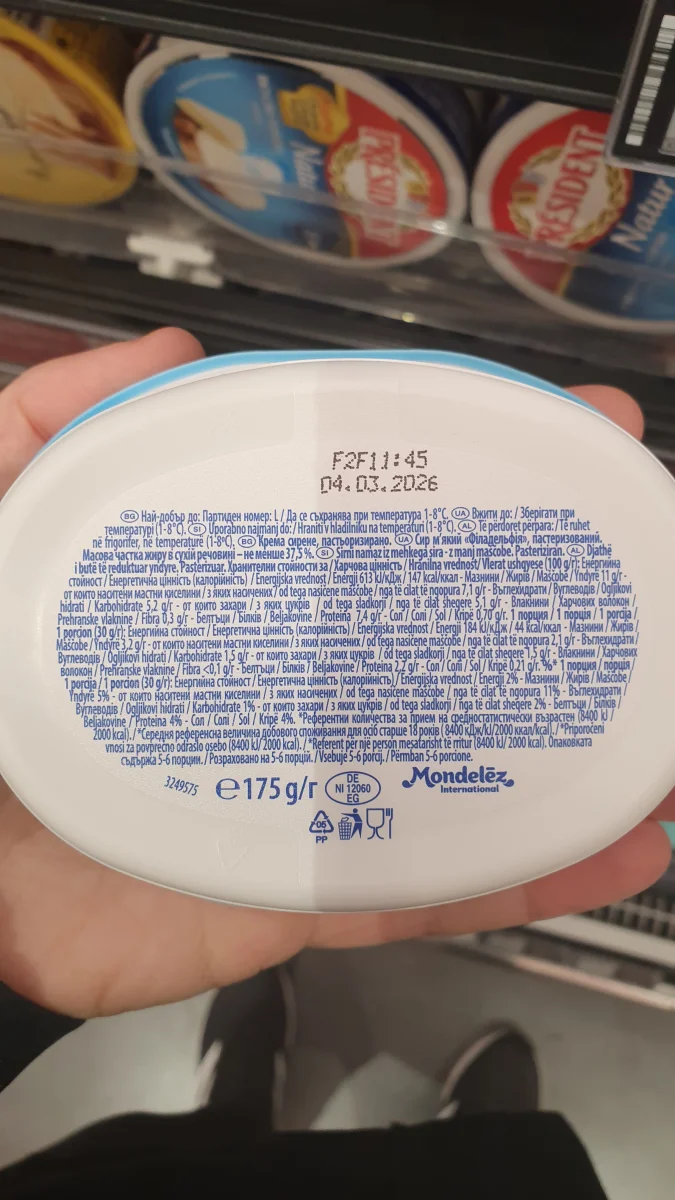 PRÉSIDENT
PRÉSIDENT
Natur
F2F11:45
04.03.2026
BG Най-добър до: Партиден номер: L / Да се съхранява при температура 1-8°C. UA Вжити до: / Зберігати при
температурі (1-8°C). SI Uporabno najmanj do: / Hraniti v hladilniku na temperaturi (1-8°C). AL Të përdoret përpara: / Të ruhet
në frigorifer, në temperature (1-8°C). BG Крема сирене, пастьоризирано. UA Сир м'який «Філадельфія», пастеризований.
Масова частка жиру в сухій речовині – не менше 37,5 %. SI Sirni namaz iz mehkega sira - z manj maščobe. Pasteriziran. AL Djathë
i butë të reduktuar yndyre. Pasterizuar. Хранителни стойности за / Харчова цінність / Hranilna vrednost / Vlerat ushqyese (100 g/г): Енергийна
стойност / Енергетична цінність (калорийність) / Energijska vrednost / Energji 613 kJ/кДж / 147 kcal/ккал - Мазнини / Жирів / Maščobe / Yndyrë 11 g/г -
от които наситени мастни киселини / з яких насичених / od tega nasičene maščobe / nga të cilat të ngopura 7,1 g/г - Въглехидрати / Вуглеводів / Ogljikovi
hidrati / Karbohidrate 5,2 g/г - от които захари / з яких цукрів / od tega sladkorji / nga të cilat sheqere 5,1 g/г - Влакнини / Харчових волокон /
Prehranske vlaknine / Fibra 0,3 g/г - Белтъци / Білків / Beljakovine / Proteina 7,4 g/г - Сол / Солі / Sol / Kripë 0,70 g/г. 1 порция / 1 порція / 1 porcija /
1 porcion (30 g/г): Енергийна стойност / Енергетична цінність (калорійність) / Energijska vrednost / Energji 184 kJ/кДж / 44 kcal/ккал - Мазнини / Жирів /
Maščobe / Yndyrë 3,2 g/г - от които наситени мастни киселини / з яких насичених / od tega nasičene maščobe / nga të cilat të ngopura 2,1 g/г - Въглехидрати /
Вуглеводів / Ogljikovi hidrati / Karbohidrate 1,5 g/г - от които захари / з яких цукрів / od tega sladkorji / nga të cilat sheqere 1,5 g/г - Влакнини / Харчових
волокон / Prehranske vlaknine / Fibra <0,1 g/г - Белтъци / Білків / Beljakovine / Proteina 2,2 g/г - Сол / Солі / Sol / Kripë 0,21 g/г. %* 1 порция / порція /
1 porcija / 1 porcion (30 g/г): Енергийна стойност / Енергетична цінність (калорийність) / Energijska vrednost / Energji 2% - Мазнини / Жирів / Maščobe /
Yndyrë 5% - от които наситени мастни киселини / з яких насичених / od tega nasičene maščobe / nga të cilat të ngopura 11% - Въглехидрати /
Вуглеводів / Ogljikovi hidrati / Karbohidrate 1% - от които захари / з яких цукрів / od tega sladkorji / nga të cilat sheqere 2% - Белтъци / Білків
Beljakovine / Proteina 4% - Сол / Солі / Sol / Kripë 4%. *Референтни количества за прием на средностатистически възрастен (8400 kJ /
2000 kcal). / *Середня референсна величина добового споживання для осіб старше 18 років (8400 кДж/kJ/2000 ккал/kcal). / *Priporočeni
vnosi za povprečno odraslo osebo (8400 kJ/ 2000 kcal). / *Referent për një person mesatarisht të rritur (8400 kJ/ 2000 kcal). Опаковката
съдържа 5-6 порции. / Розраховано на 5-6 порцій. / Vsebuje 5-6 porcij. / Përmban 5-6 porcione.
3249575
℮175 g/г
DE
NI 12060
EG
Mondelēz
International
05
PP